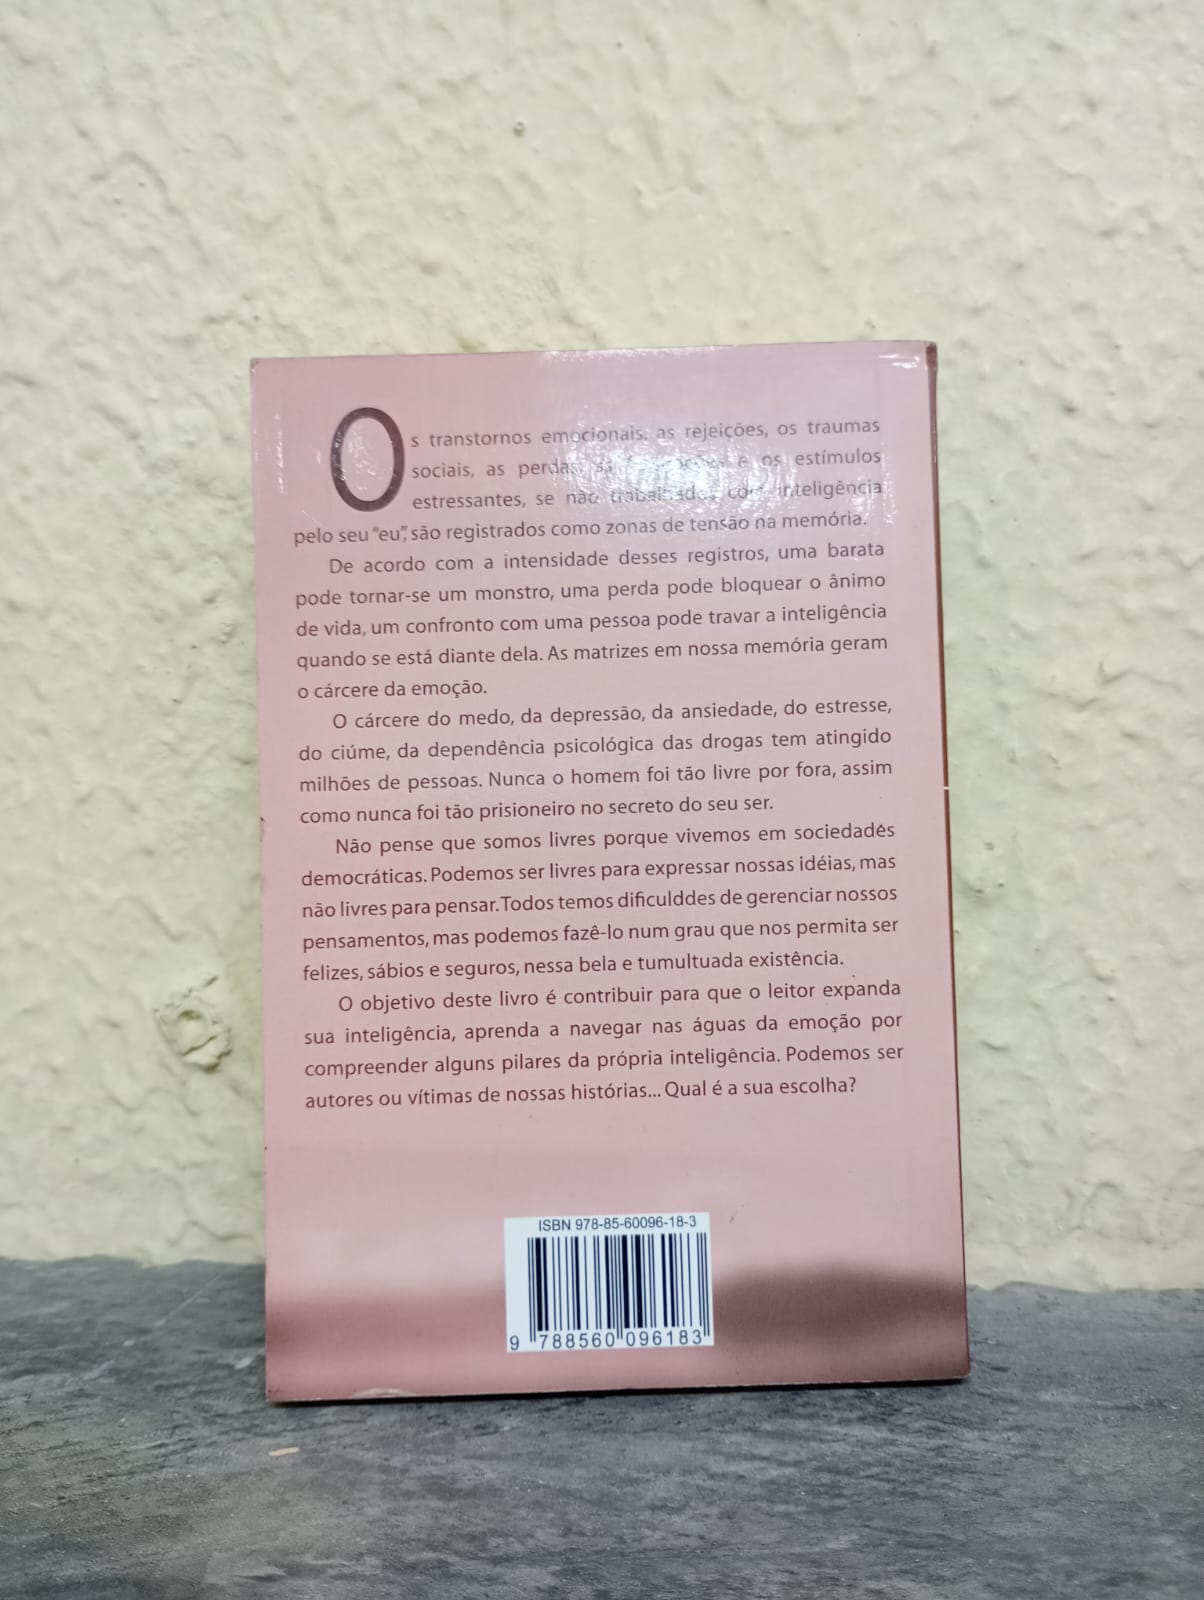 Os transtornos emocionais, as rejeições, os traumas
sociais, as perdas, as e os estímulos
estressantes, se não trabalhados com inteligência
pelo seu “eu”, são registrados como zonas de tensão na memória.
De acordo com a intensidade desses registros, uma barata
pode tornar-se um monstro, uma perda pode bloquear o ânimo
de vida, um confronto com uma pessoa pode travar a inteligência
quando se está diante dela. As matrizes em nossa memória geram
o cárcere da emoção.
O cárcere do medo, da depressão, da ansiedade, do estresse,
do ciúme, da dependência psicológica das drogas tem atingido
milhões de pessoas. Nunca o homem foi tão livre por fora, assim
como nunca foi tão prisioneiro no secreto do seu ser.
Não pense que somos livres porque vivemos em sociedades
democráticas. Podemos ser livres para expressar nossas idéias, mas
não livres para pensar. Todos temos dificulddes de gerenciar nossos
pensamentos, mas podemos fazê-lo num grau que nos permita ser
felizes, sábios e seguros, nessa bela e tumultuada existência.
O objetivo deste livro é contribuir para que o leitor expanda
sua inteligência, aprenda a navegar nas águas da emoção por
compreender alguns pilares da própria inteligência. Podemos ser
autores ou vítimas de nossas histórias... Qual é a sua escolha?
ISBN 978-85-60096-18-3
9 788560 096183